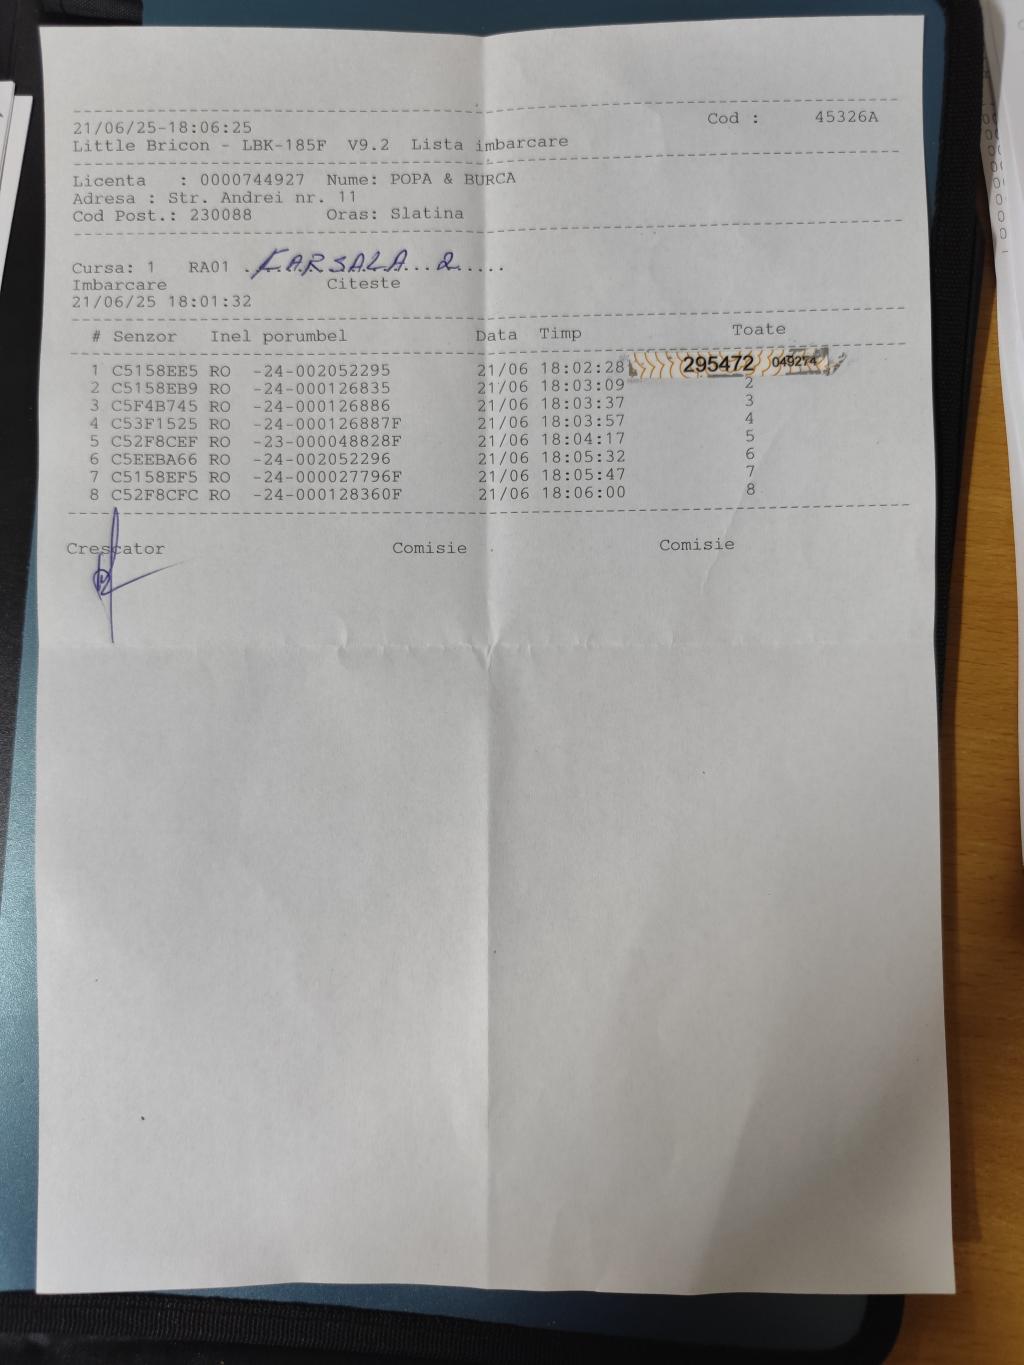 21/06/25-18:06:25 Cod : 45326A
Little Bricon - LBK-185F V9.2 Lista imbarcare
Licenta : 0000744927 Nume: POPA & BURCA
Adresa : Str. Andrei nr. 11
Cod Post.: 230088 Oras: Slatina
Cursa: 1 RA01 .FARSALA...2.....
Imbarcare Citeste
21/06/25 18:01:32
# Senzor Inel porumbel Data Timp Toate
1 C5158EE5 RO -24-002052295 21/06 18:02:28 295472 049274
2 C5158EB9 RO -24-000126835 21/06 18:03:09 2
3 C5F4B745 RO -24-000126886 21/06 18:03:37 3
4 C53F1525 RO -24-000126887F 21/06 18:03:57 4
5 C52F8CEF RO -23-000048828F 21/06 18:04:17 5
6 C5EEBA66 RO -24-002052296 21/06 18:05:32 6
7 C5158EF5 RO -24-000027796F 21/06 18:05:47 7
8 C52F8CFC RO -24-000128360F 21/06 18:06:00 8
Crescator Comisie Comisie